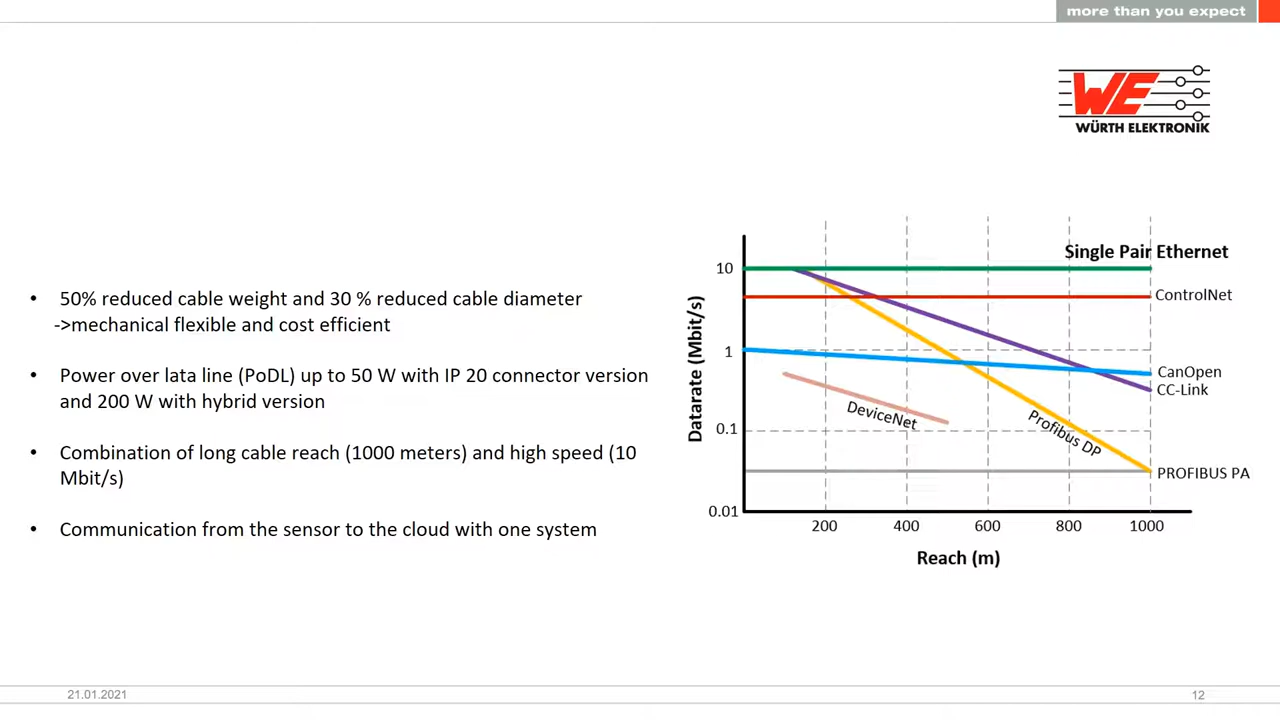 more than you expect
WE
WÜRTH ELEKTRONIK
• 50% reduced cable weight and 30 % reduced cable diameter
->mechanical flexible and cost efficient
• Power over lata line (PoDL) up to 50 W with IP 20 connector version
and 200 W with hybrid version
• Combination of long cable reach (1000 meters) and high speed (10
Mbit/s)
• Communication from the sensor to the cloud with one system
Single Pair Ethernet
10
ControlNet
1
CanOpen
CC-Link
DeviceNet
Profibus DP
0.1
PROFIBUS PA
0.01
Datarate (Mbit/s)
200 400 600 800 1000
Reach (m)
21.01.2021
12